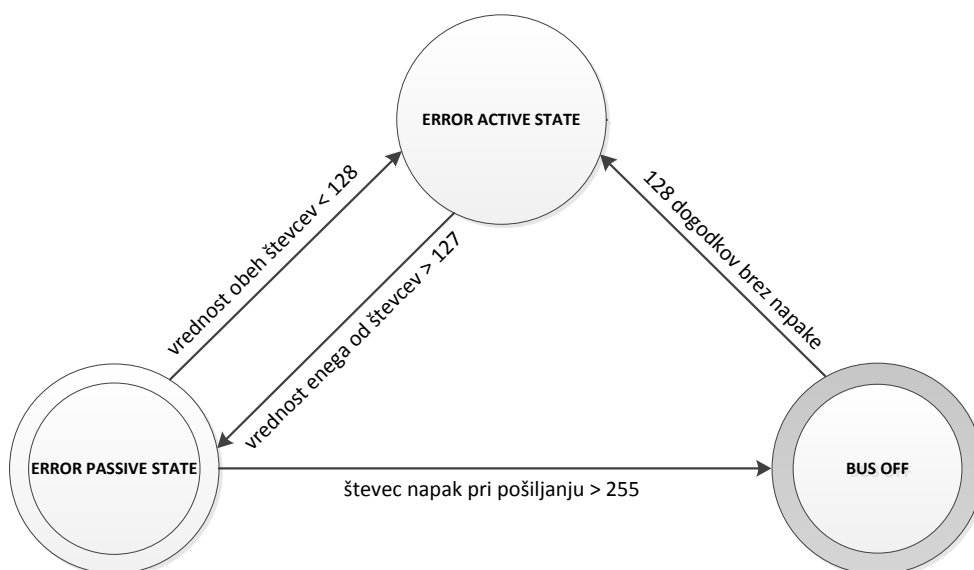 ERROR ACTIVE STATE
vrednost obeh števcev < 128
vrednost enega od števcev > 127
128 dogodkov brez napake
ERROR PASSIVE STATE
BUS OFF
števec napak pri pošiljanju > 255